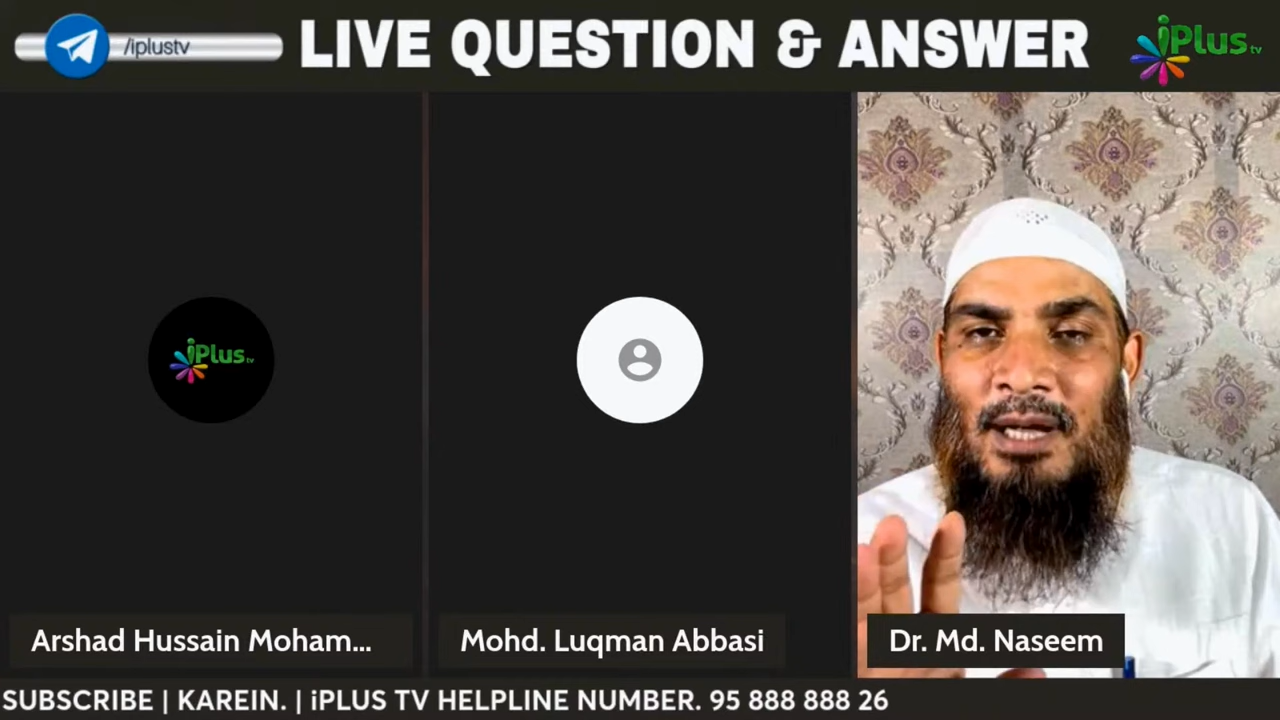 /iplustv
LIVE QUESTION & ANSWER
iPlus tv
iPlus tv
Arshad Hussain Moham...
Mohd. Luqman Abbasi
Dr. Md. Naseem
SUBSCRIBE | KAREIN. | iPLUS TV HELPLINE NUMBER. 95 888 888 26